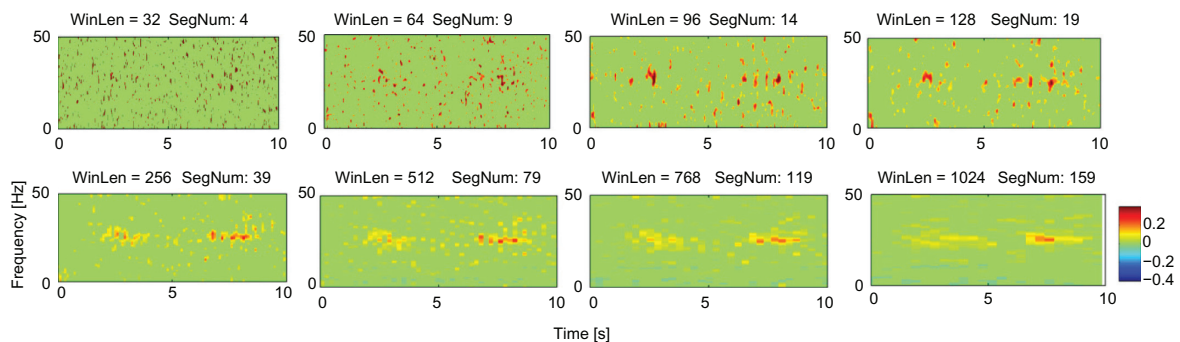 WinLen = 32 SegNum: 4
WinLen = 64 SegNum: 9
WinLen = 96 SegNum: 14
WinLen = 128 SegNum: 19
50
0
0 5 10
50
0
0 5 10
50
0
0 5 10
50
0
0 5 10
WinLen = 256 SegNum: 39
WinLen = 512 SegNum: 79
WinLen = 768 SegNum: 119
WinLen = 1024 SegNum: 159
Frequency [Hz]
50
0
0 5 10
50
0
0 5 10
50
0
0 5 10
50
0
0 5 10
0.2
0
−0.2
−0.4
Time [s]